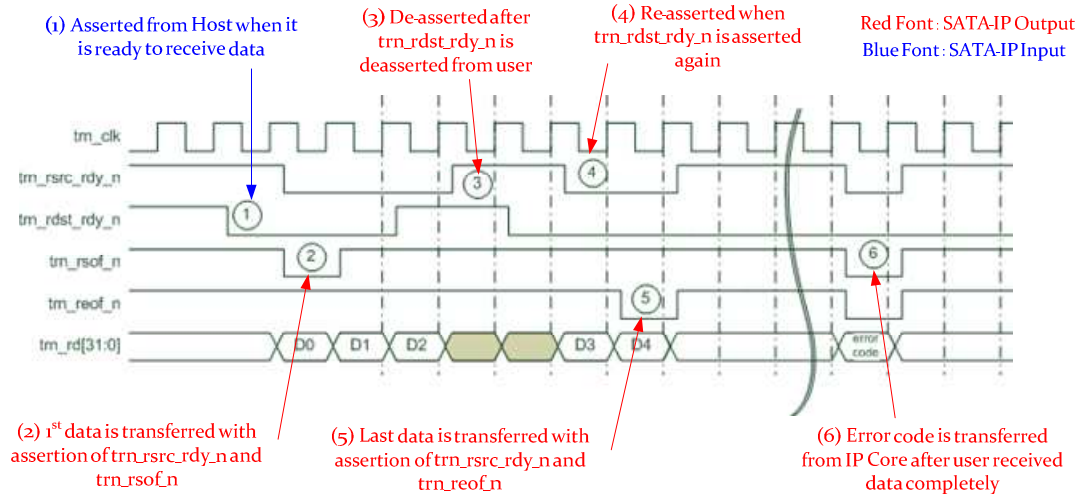 (1) Asserted from Host when it
is ready to receive data
(3) De-asserted after
trn_rdst_rdy_n is
deasserted from user
(4) Re-asserted when
trn_rdst_rdy_n is asserted
again
Red Font: SATA-IP Output
Blue Font: SATA-IP Input
trn_clk
trn_rsrc_rdy_n
3
4
trn_rdst_rdy_n
1
trn_rsof_n
2
6
trn_reof_n
5
trn_rd[31:0]
D0
D1
D2
D3
D4
error
code
(2) 1st data is transferred with
assertion of trn_rsrc_rdy_n and
trn_rsof_n
(5) Last data is transferred with
assertion of trn_rsrc_rdy_n and
trn_reof_n
(6) Error code is transferred
from IP Core after user received
data completely